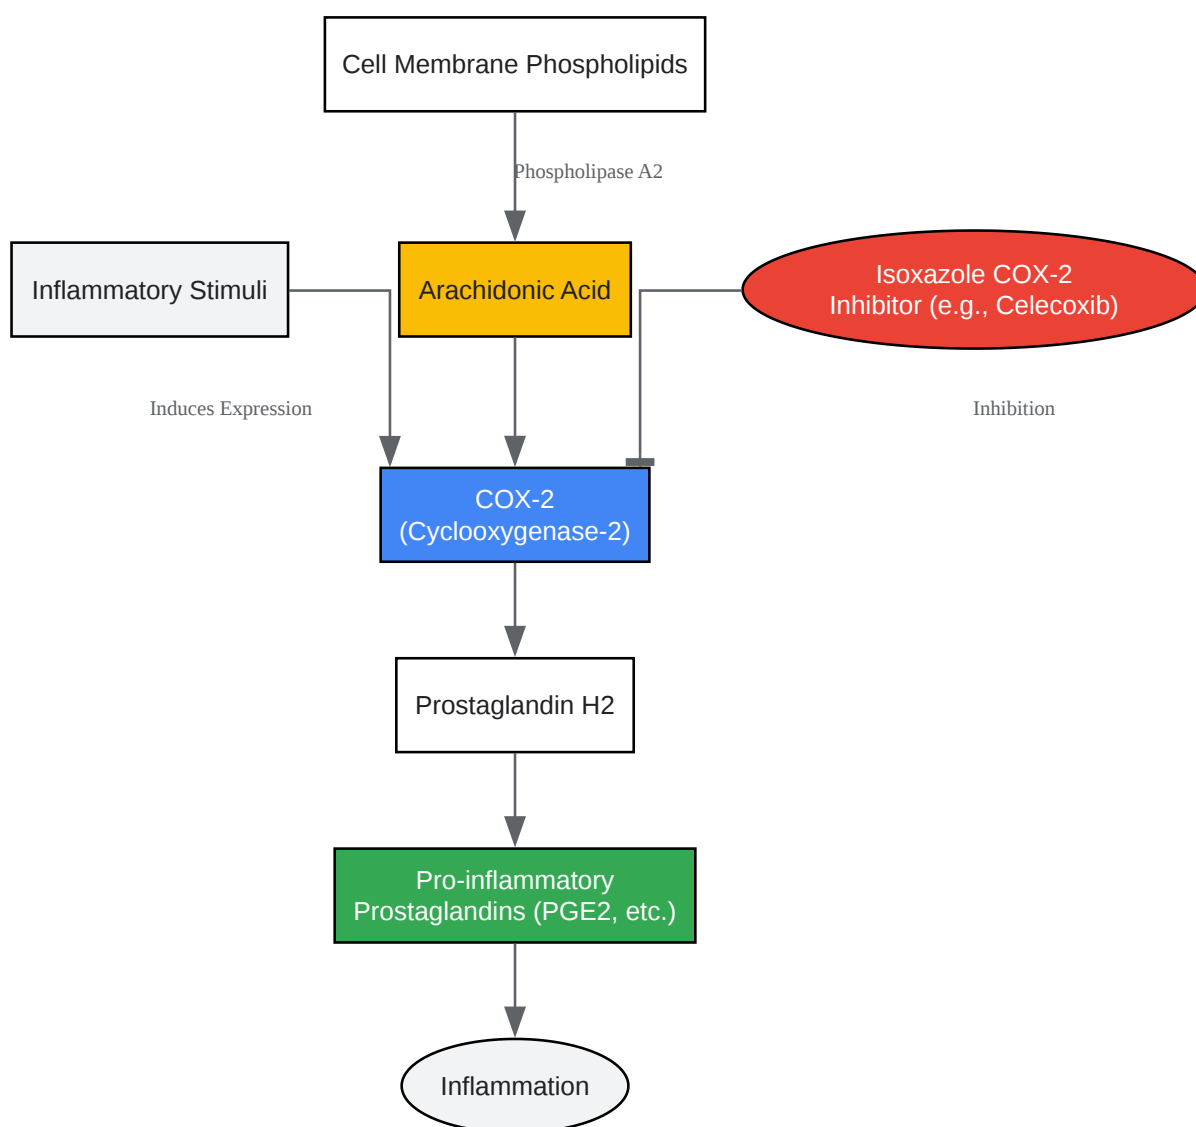 Cell Membrane Phospholipids
Phospholipase A2
Inflammatory Stimuli
Arachidonic Acid
Isoxazole COX-2
Inhibitor (e.g., Celecoxib)
Induces Expression
Inhibition
COX-2
(Cyclooxygenase-2)
Prostaglandin H2
Pro-inflammatory
Prostaglandins (PGE2, etc.)
Inflammation